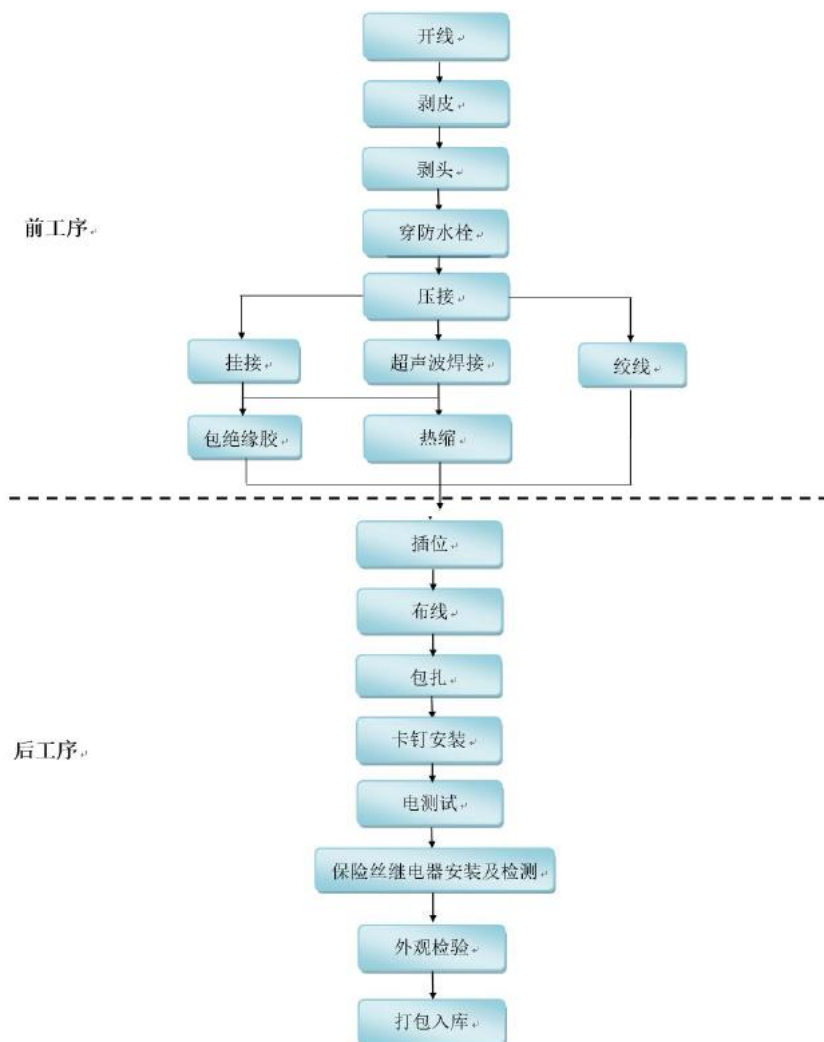 开线
剥皮
剥头
前工序
穿防水栓
压接
挂接
超声波焊接
绞线
包绝缘胶
热缩
插位
布线
包扎
卡钉安装
后工序
电测试
保险丝继电器安装及检测
外观检验
打包入库